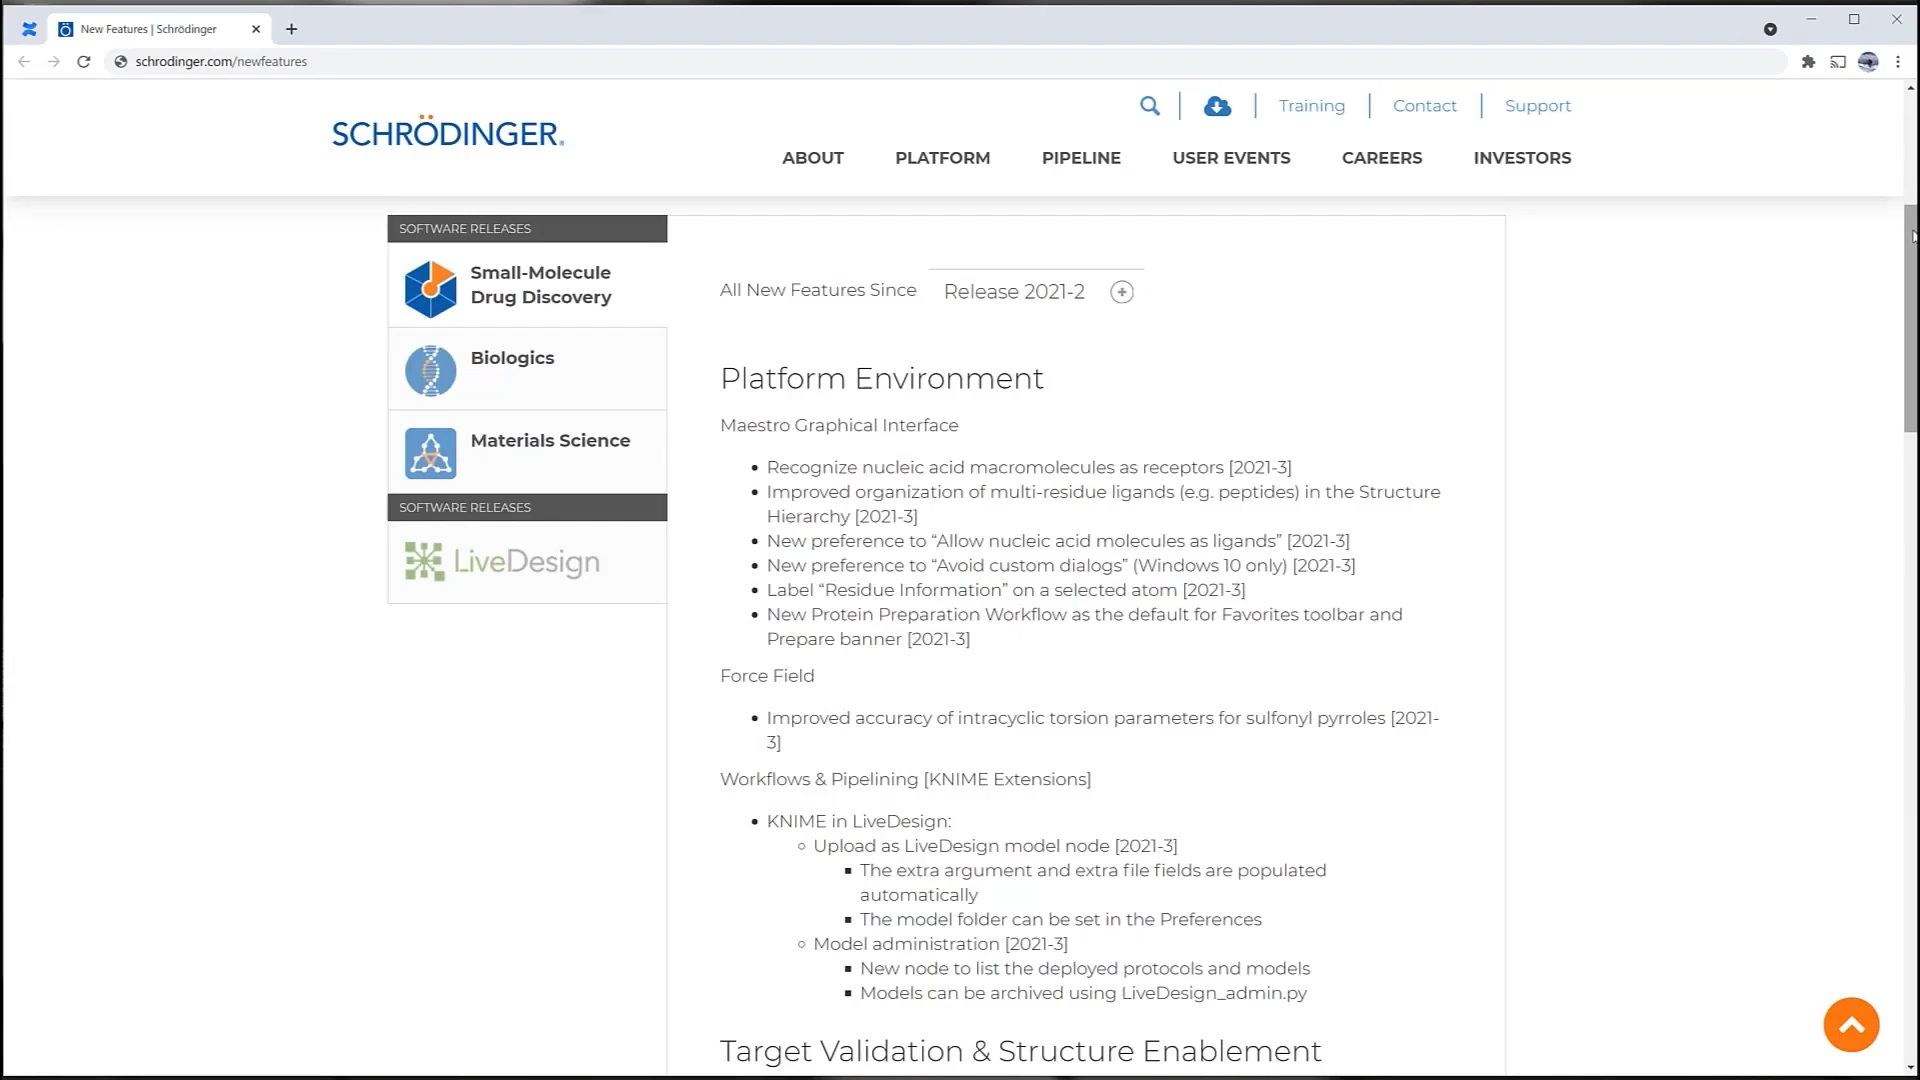 New Features | Schrödinger
schrodinger.com/newfeatures
SCHRÖDINGER.
Training
Contact
Support
ABOUT
PLATFORM
PIPELINE
USER EVENTS
CAREERS
INVESTORS
SOFTWARE RELEASES
Small-Molecule
Drug Discovery
Biologics
Materials Science
SOFTWARE RELEASES
LiveDesign
All New Features Since
Release 2021-2
Platform Environment
Maestro Graphical Interface
Recognize nucleic acid macromolecules as receptors [2021-3]
Improved organization of multi-residue ligands (e.g. peptides) in the Structure
Hierarchy [2021-3]
New preference to “Allow nucleic acid molecules as ligands” [2021-3]
New preference to “Avoid custom dialogs” (Windows 10 only) [2021-3]
Label “Residue Information” on a selected atom [2021-3]
New Protein Preparation Workflow as the default for Favorites toolbar and
Prepare banner [2021-3]
Force Field
Improved accuracy of intracyclic torsion parameters for sulfonyl pyrroles [2021-
3]
Workflows & Pipelining [KNIME Extensions]
KNIME in LiveDesign:
Upload as LiveDesign model node [2021-3]
The extra argument and extra file fields are populated
automatically
The model folder can be set in the Preferences
Model administration [2021-3]
New node to list the deployed protocols and models
Models can be archived using LiveDesign_admin.py
Target Validation & Structure Enablement